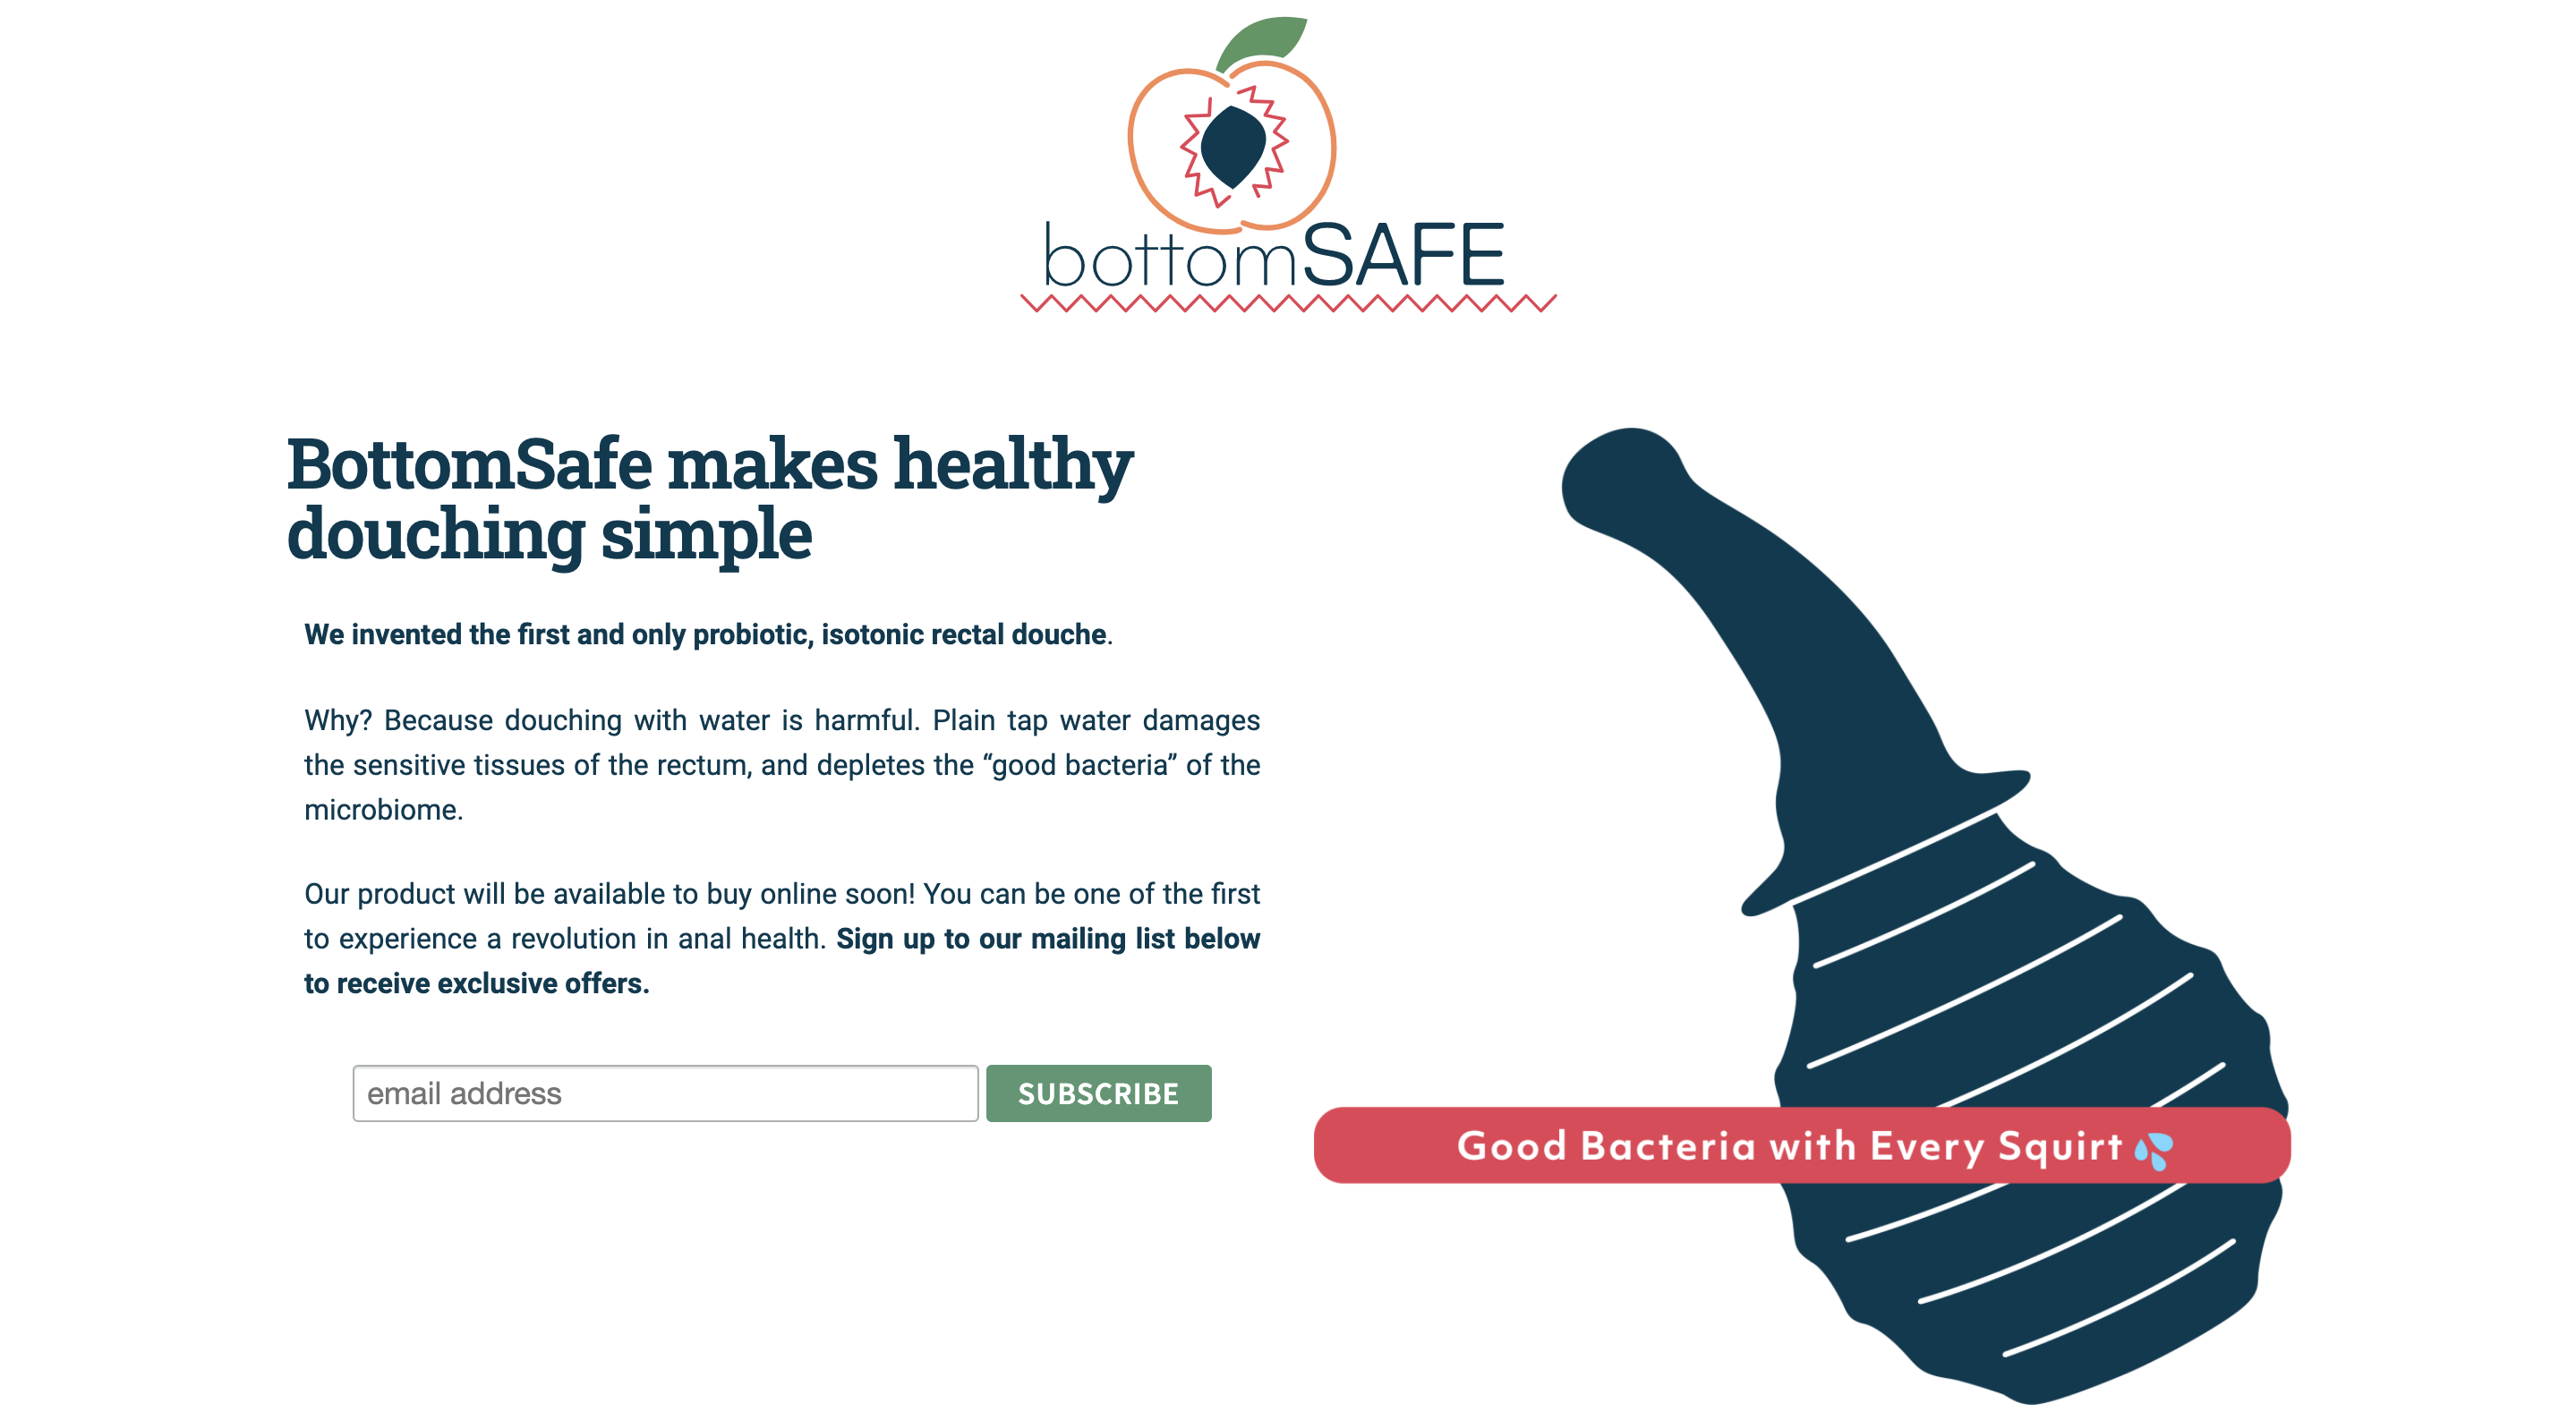 bottomSAFE
BottomSafe makes healthy
douching simple
We invented the first and only probiotic, isotonic rectal douche.
Why? Because douching with water is harmful. Plain tap water damages
the sensitive tissues of the rectum, and depletes the “good bacteria” of the
microbiome.
Our product will be available to buy online soon! You can be one of the first
to experience a revolution in anal health. Sign up to our mailing list below
to receive exclusive offers.
email address
SUBSCRIBE
Good Bacteria with Every Squirt 💦